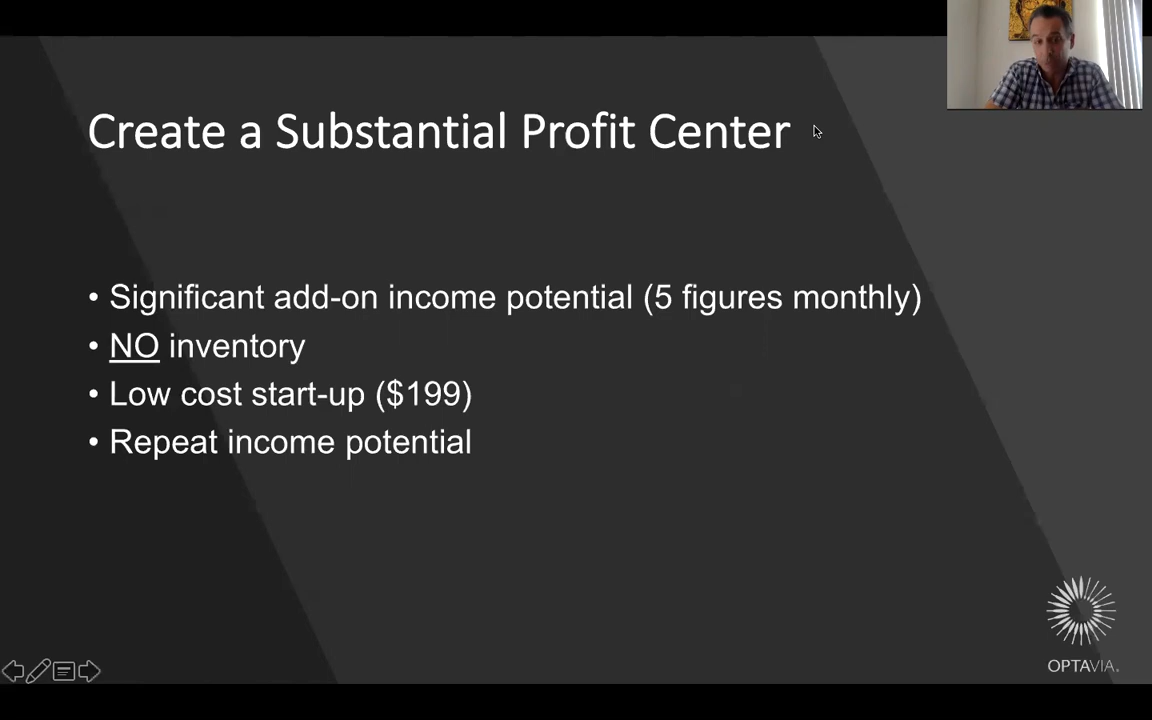 Create a Substantial Profit Center
• Significant add-on income potential (5 figures monthly)
• NO inventory
• Low cost start-up ($199)
• Repeat income potential
OPTAVIA.